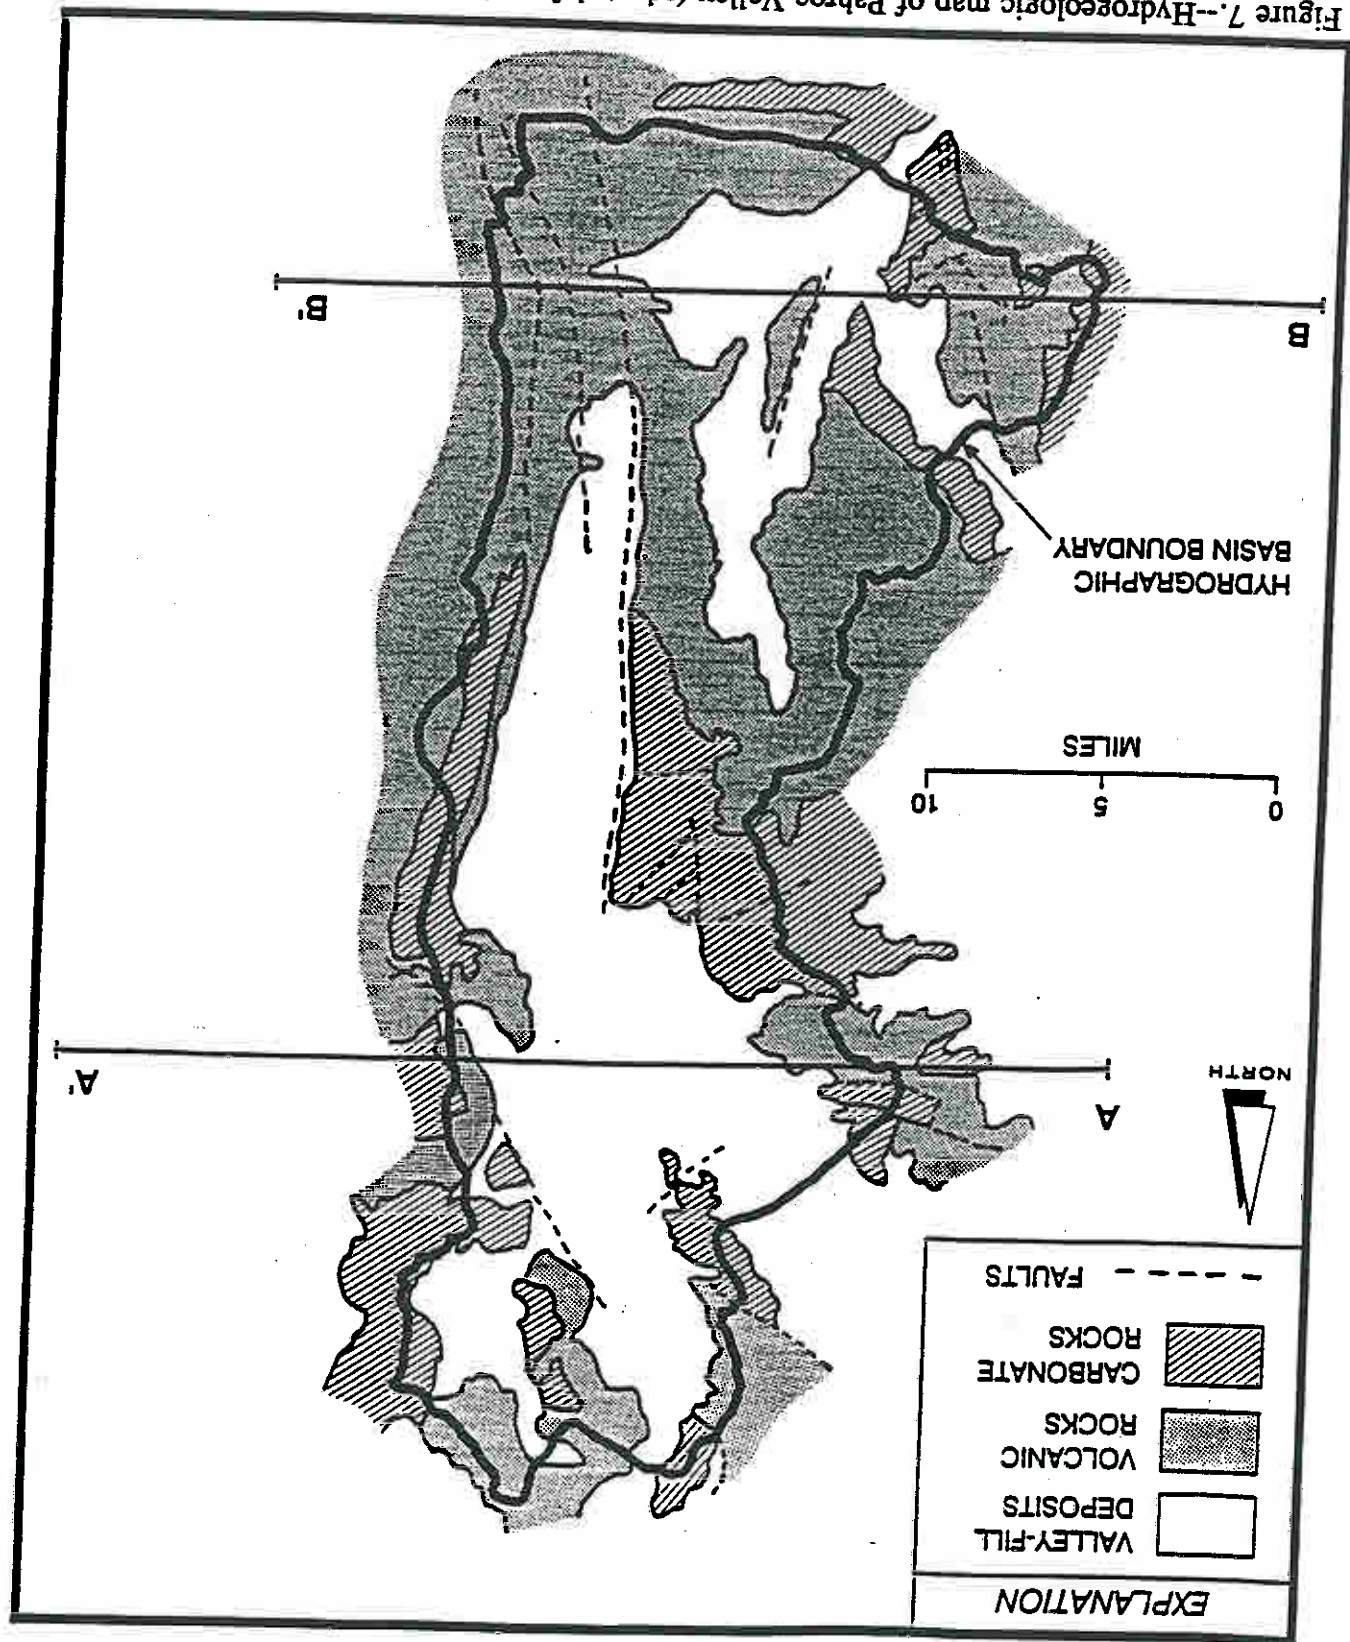 EXPLANATION
VALLEY-FILL
DEPOSITS
VOLCANIC
ROCKS
CARBONATE
ROCKS
FAULTS
NORTH
A
A'
0
5
10
MILES
HYDROGRAPHIC
BASIN BOUNDARY
B
B'
Figure 7.--Hydrogeologic map of Pahroc Valley